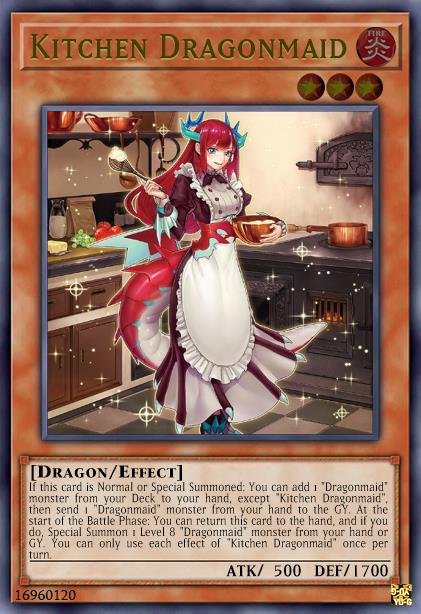 KITCHEN DRAGONMAID
FIRE
炎
[DRAGON/EFFECT]
If this card is Normal or Special Summoned: You can add 1 "Dragonmaid"
monster from your Deck to your hand, except "Kitchen Dragonmaid",
then send 1 "Dragonmaid" monster from your hand to the GY. At the
start of the Battle Phase: You can return this card to the hand, and if you
do, Special Summon 1 Level 8 "Dragonmaid" monster from your hand or
GY. You can only use each effect of "Kitchen Dragonmaid" once per
turn.
ATK/ 500 DEF/1700
16960120